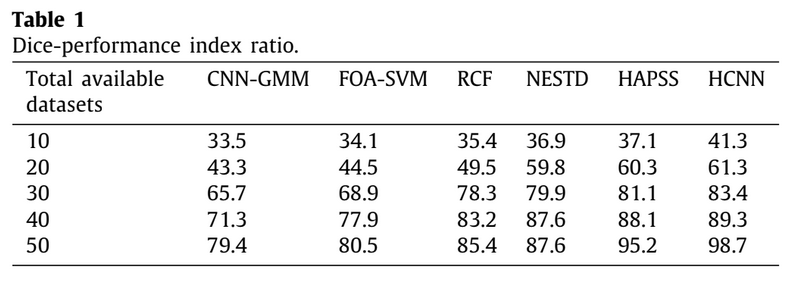 Table 1
Dice-performance index ratio.
Total available datasets CNN-GMM FOA-SVM RCF NESTD HAPSS HCNN
10 33.5 34.1 35.4 36.9 37.1 41.3
20 43.3 44.5 49.5 59.8 60.3 61.3
30 65.7 68.9 78.3 79.9 81.1 83.4
40 71.3 77.9 83.2 87.6 88.1 89.3
50 79.4 80.5 85.4 87.6 95.2 98.7